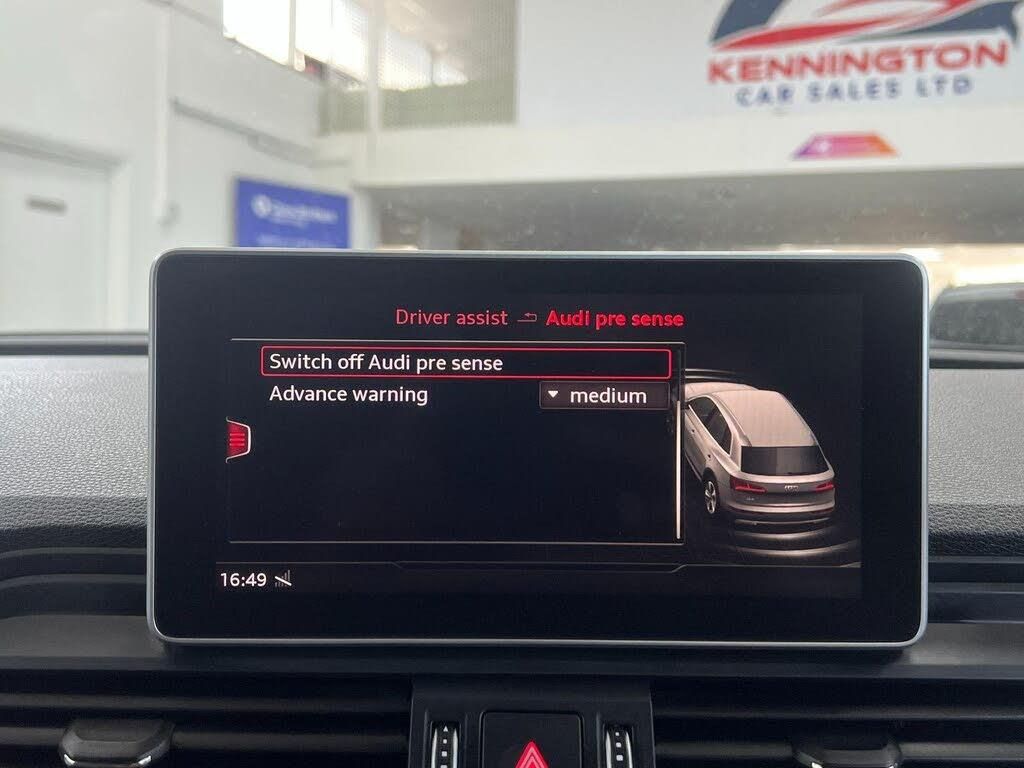 KENNINGTON
CAR SALES LTD
Driver assist Audi pre sense
Switch off Audi pre sense
Advance warning medium
16:49